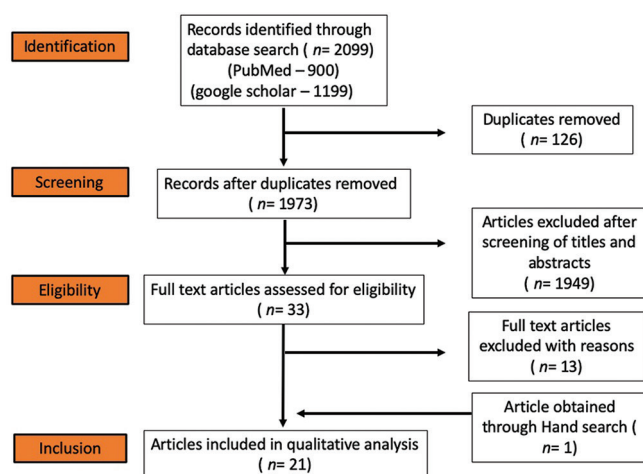 Identification
Records identified through
database search ( n= 2099)
(PubMed – 900)
(google scholar – 1199)
Duplicates removed
( n= 126)
Screening
Records after duplicates removed
( n= 1973)
Articles excluded after
screening of titles and
abstracts
( n= 1949)
Eligibility
Full text articles assessed for eligibility
( n= 33)
Full text articles
excluded with reasons
( n= 13)
Article obtained
through Hand search (
n= 1)
Inclusion
Articles included in qualitative analysis
( n= 21)